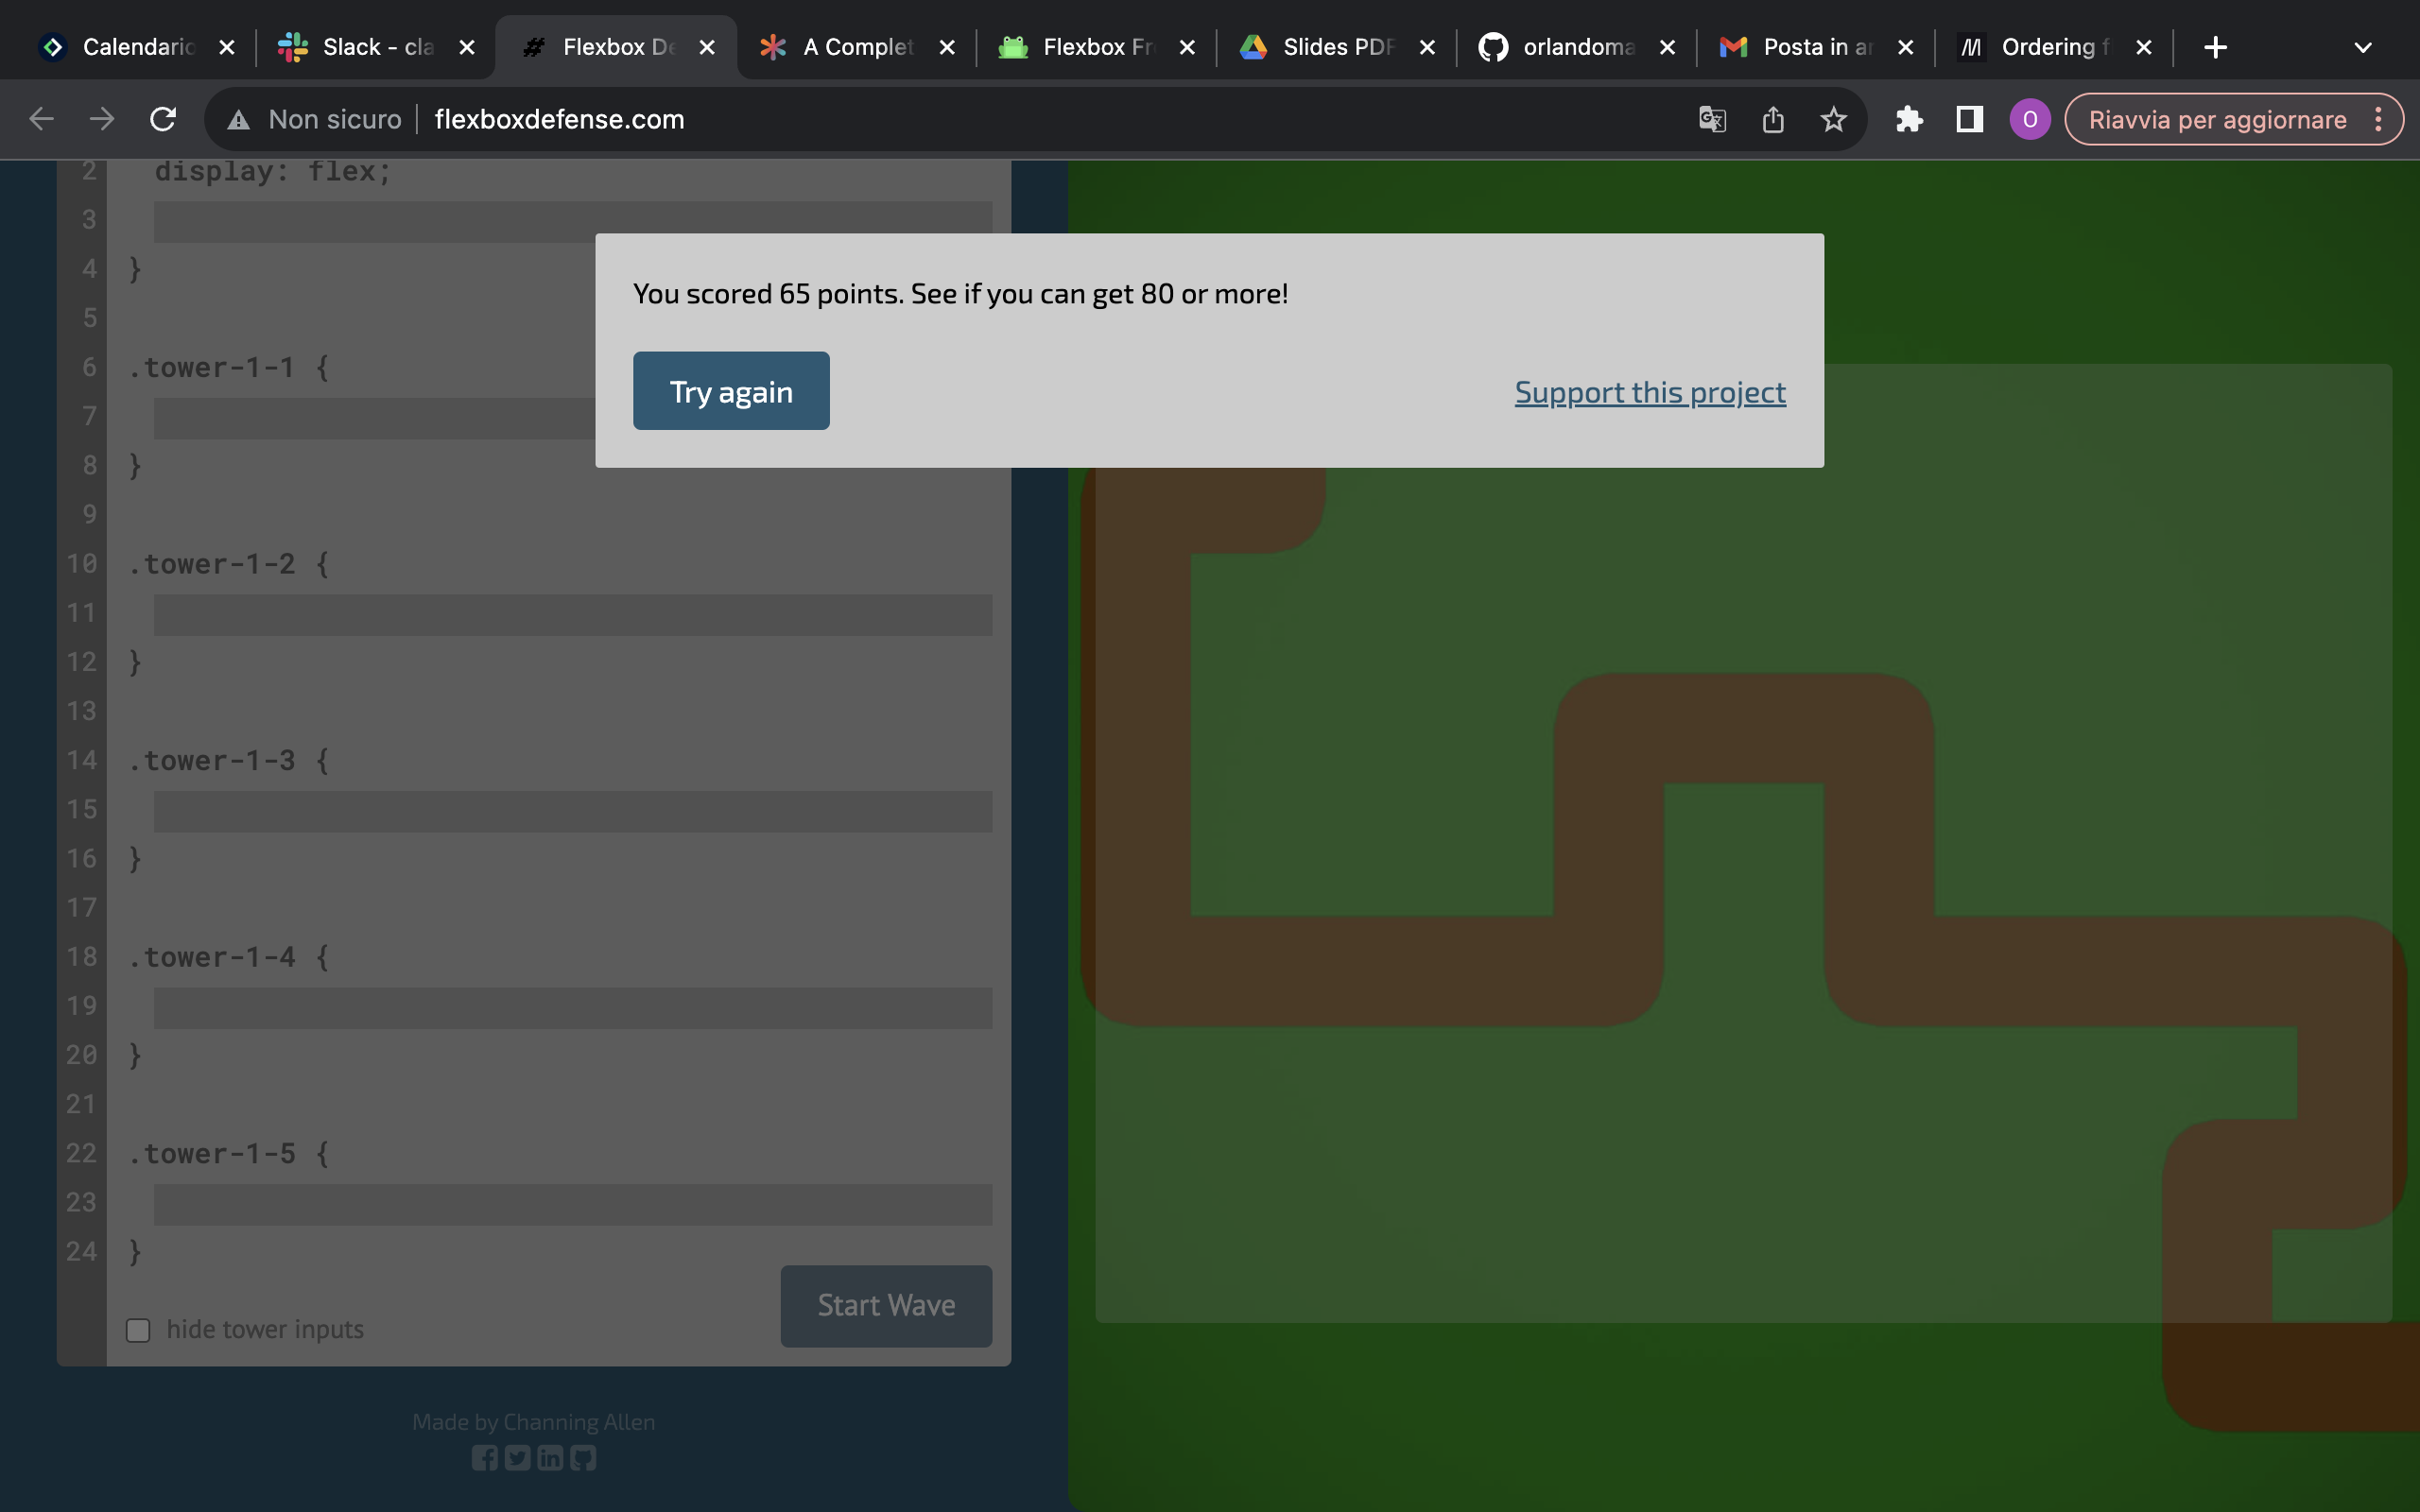 Calendario
Slack - cla
Flexbox De
A Complet
Flexbox Fr
Slides PDF
orlandoma
Posta in ar
Ordering f
Non sicuro
flexboxdefense.com
O
Riavvia per aggiornare
2 display: flex;
3
4 }
5
6 .tower-1-1 {
7
8 }
9
10 .tower-1-2 {
11
12 }
13
14 .tower-1-3 {
15
16 }
17
18 .tower-1-4 {
19
20 }
21
22 .tower-1-5 {
23
24 }
You scored 65 points. See if you can get 80 or more!
Try again
Support this project
Start Wave
hide tower inputs
Made by Channing Allen